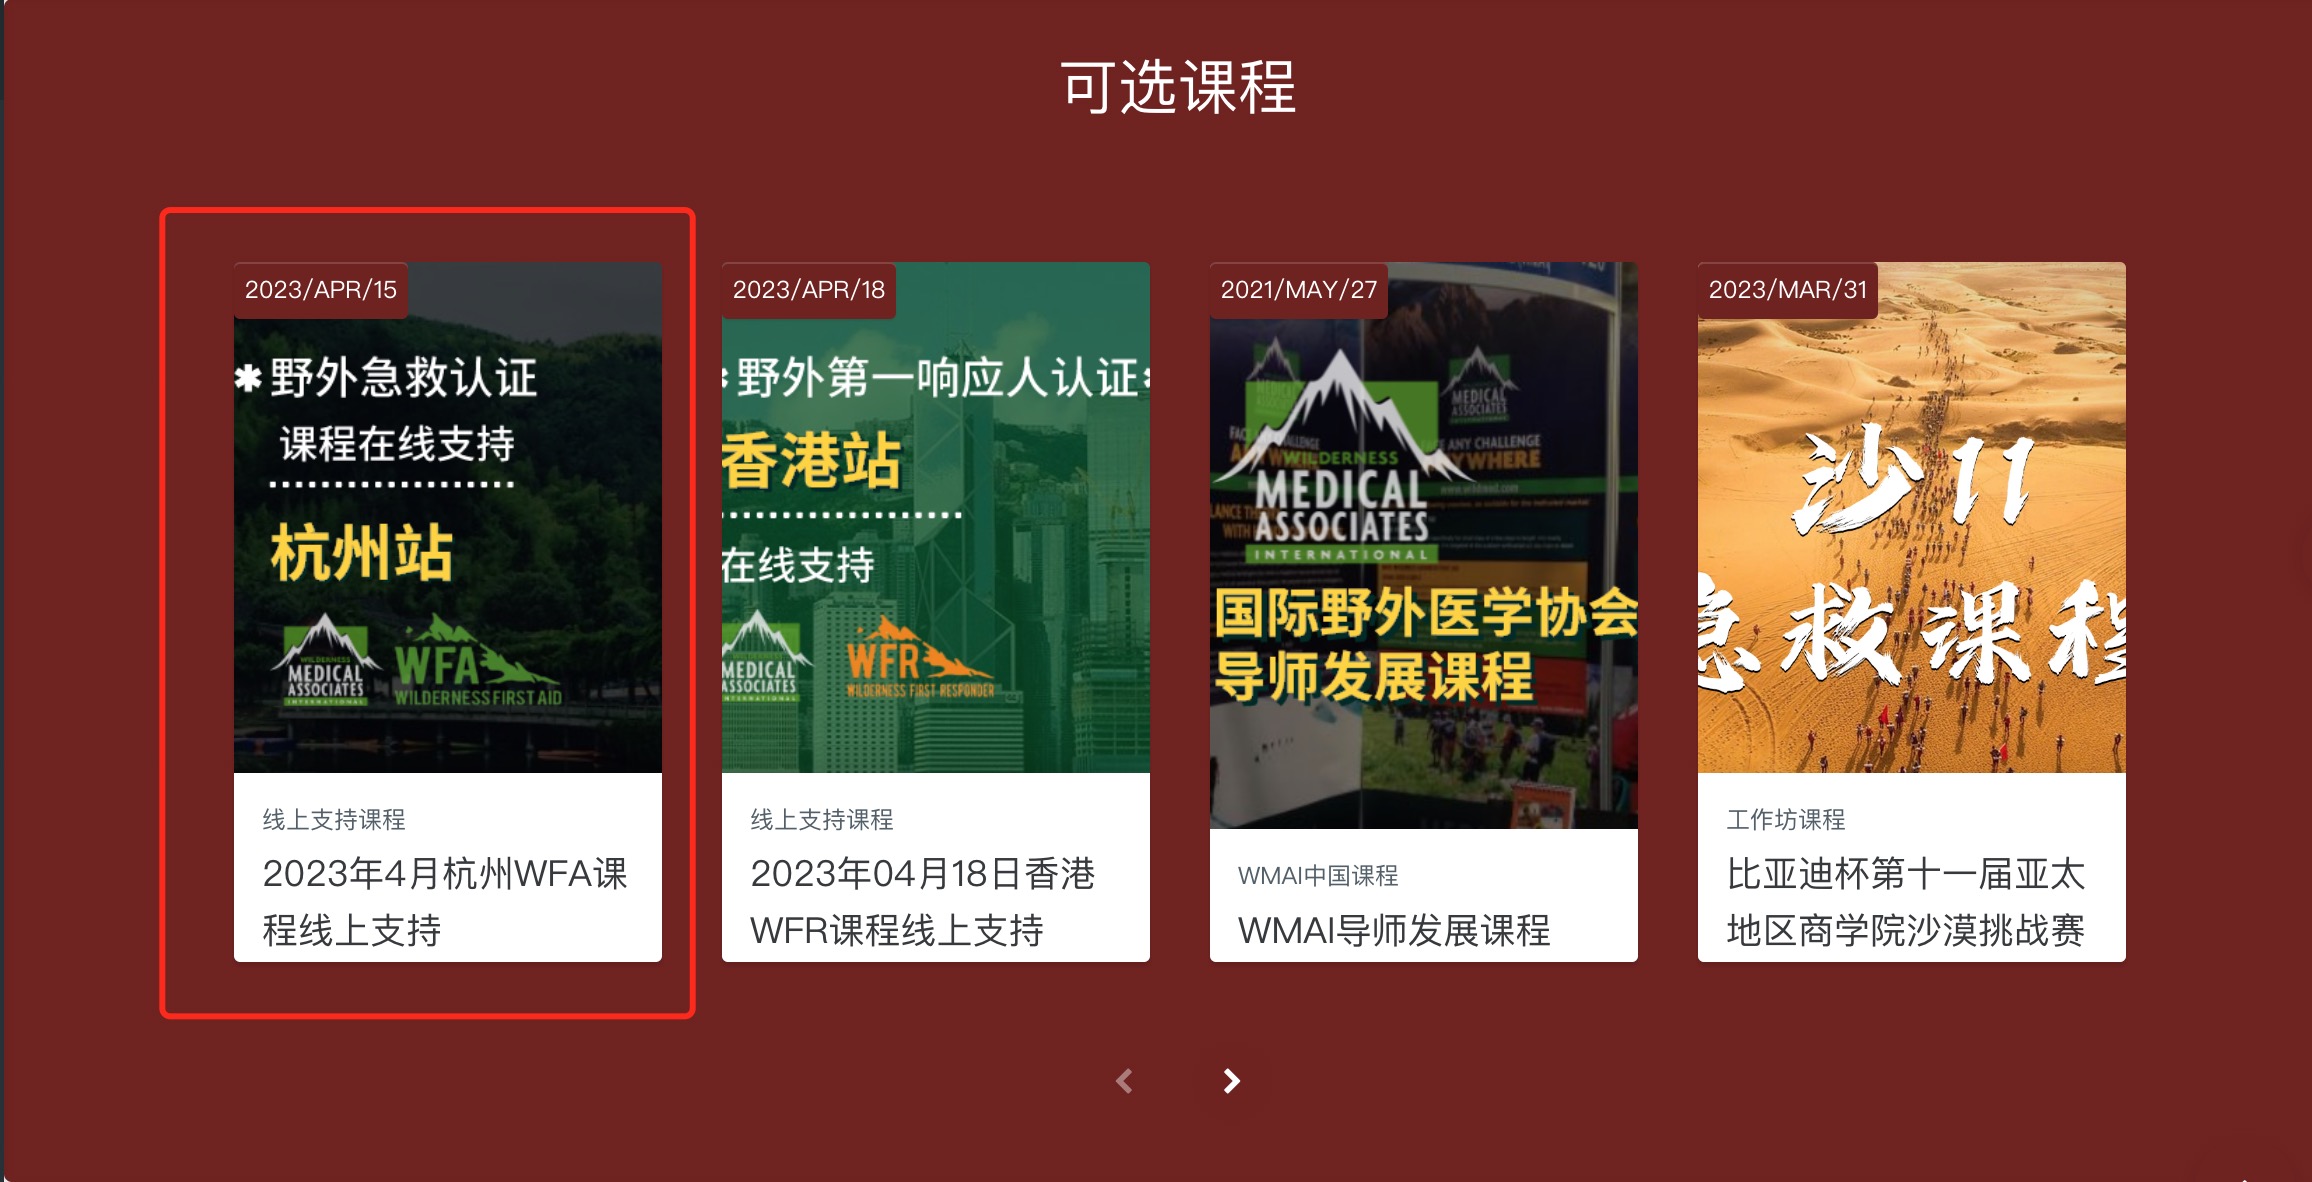 可选课程
2023/APR/15
野外急救认证
课程在线支持
杭州站
WILDERNESS
MEDICAL
ASSOCIATES
INTERNATIONAL
WFA
WILDERNESS FIRST AID
线上支持课程
2023年4月杭州WFA课
程线上支持
2023/APR/18
野外第一响应人认证
香港站
在线支持
MEDICAL
ASSOCIATES
INTERNATIONAL
WFR
WILDERNESS FIRST RESPONDER
线上支持课程
2023年04月18日香港
WFR课程线上支持
2021/MAY/27
MEDICAL
ASSOCIATES
ANY CHALLENGE
WILDERNESS
MEDICAL
ASSOCIATES
INTERNATIONAL
国际野外医学协会
导师发展课程
WMAI中国课程
WMAI导师发展课程
2023/MAR/31
沙11
急救课程
工作坊课程
比亚迪杯第十一届亚太
地区商学院沙漠挑战赛